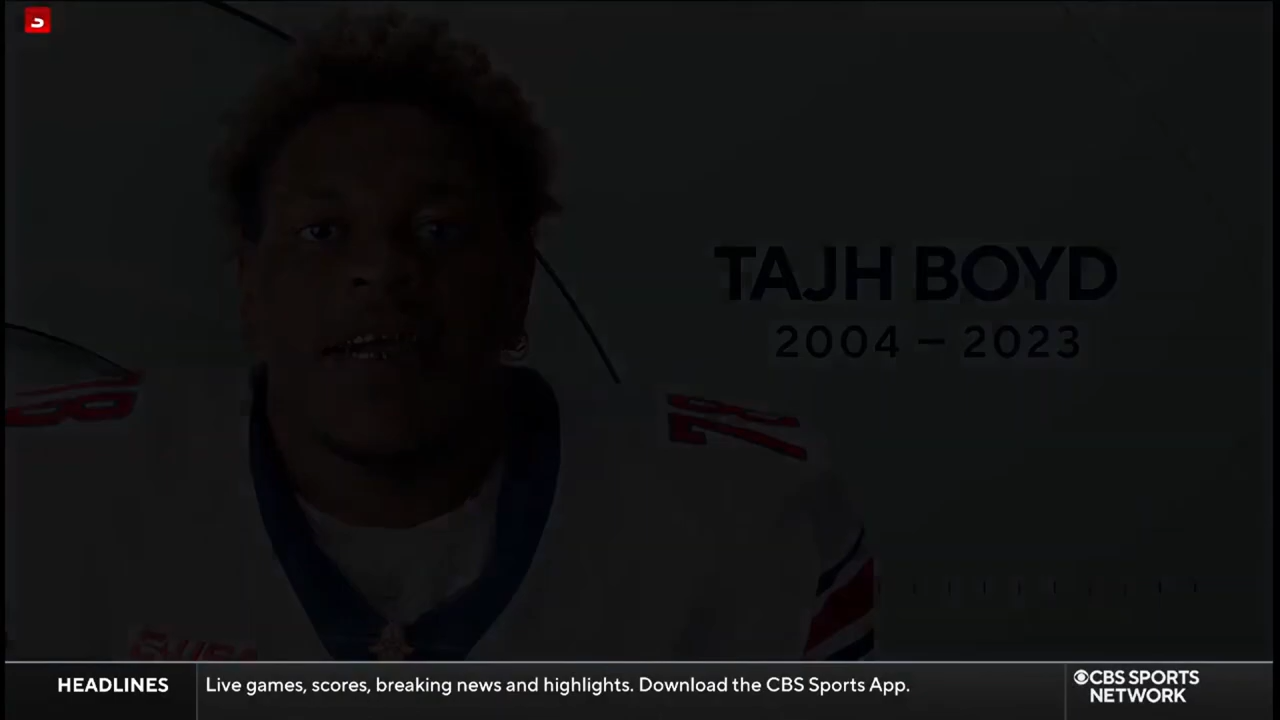 TAJH BOYD
2004 – 2023
HEADLINES
Live games, scores, breaking news and highlights. Download the CBS Sports App.
CBS SPORTS
NETWORK